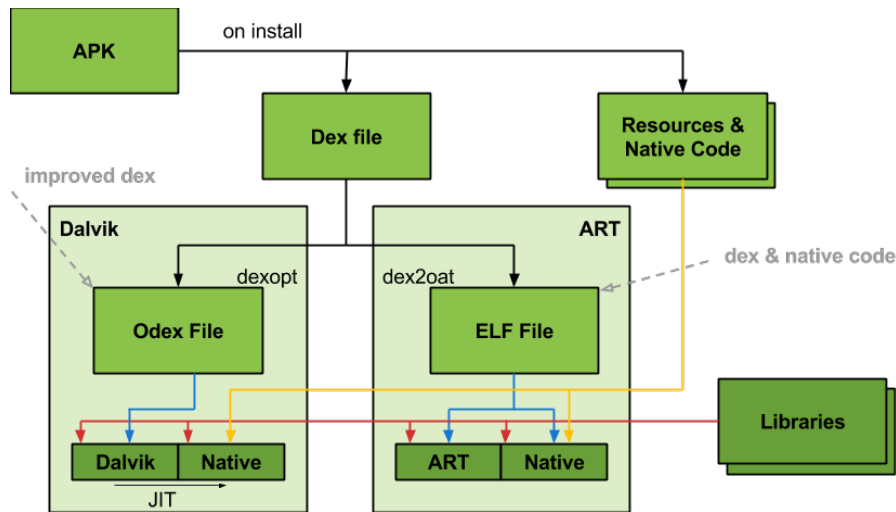 APK
on install
Dex file
Resources &
Native Code
improved dex
Dalvik
ART
dexopt
dex2oat
dex & native code
Odex File
ELF File
Libraries
Dalvik
Native
ART
Native
JIT